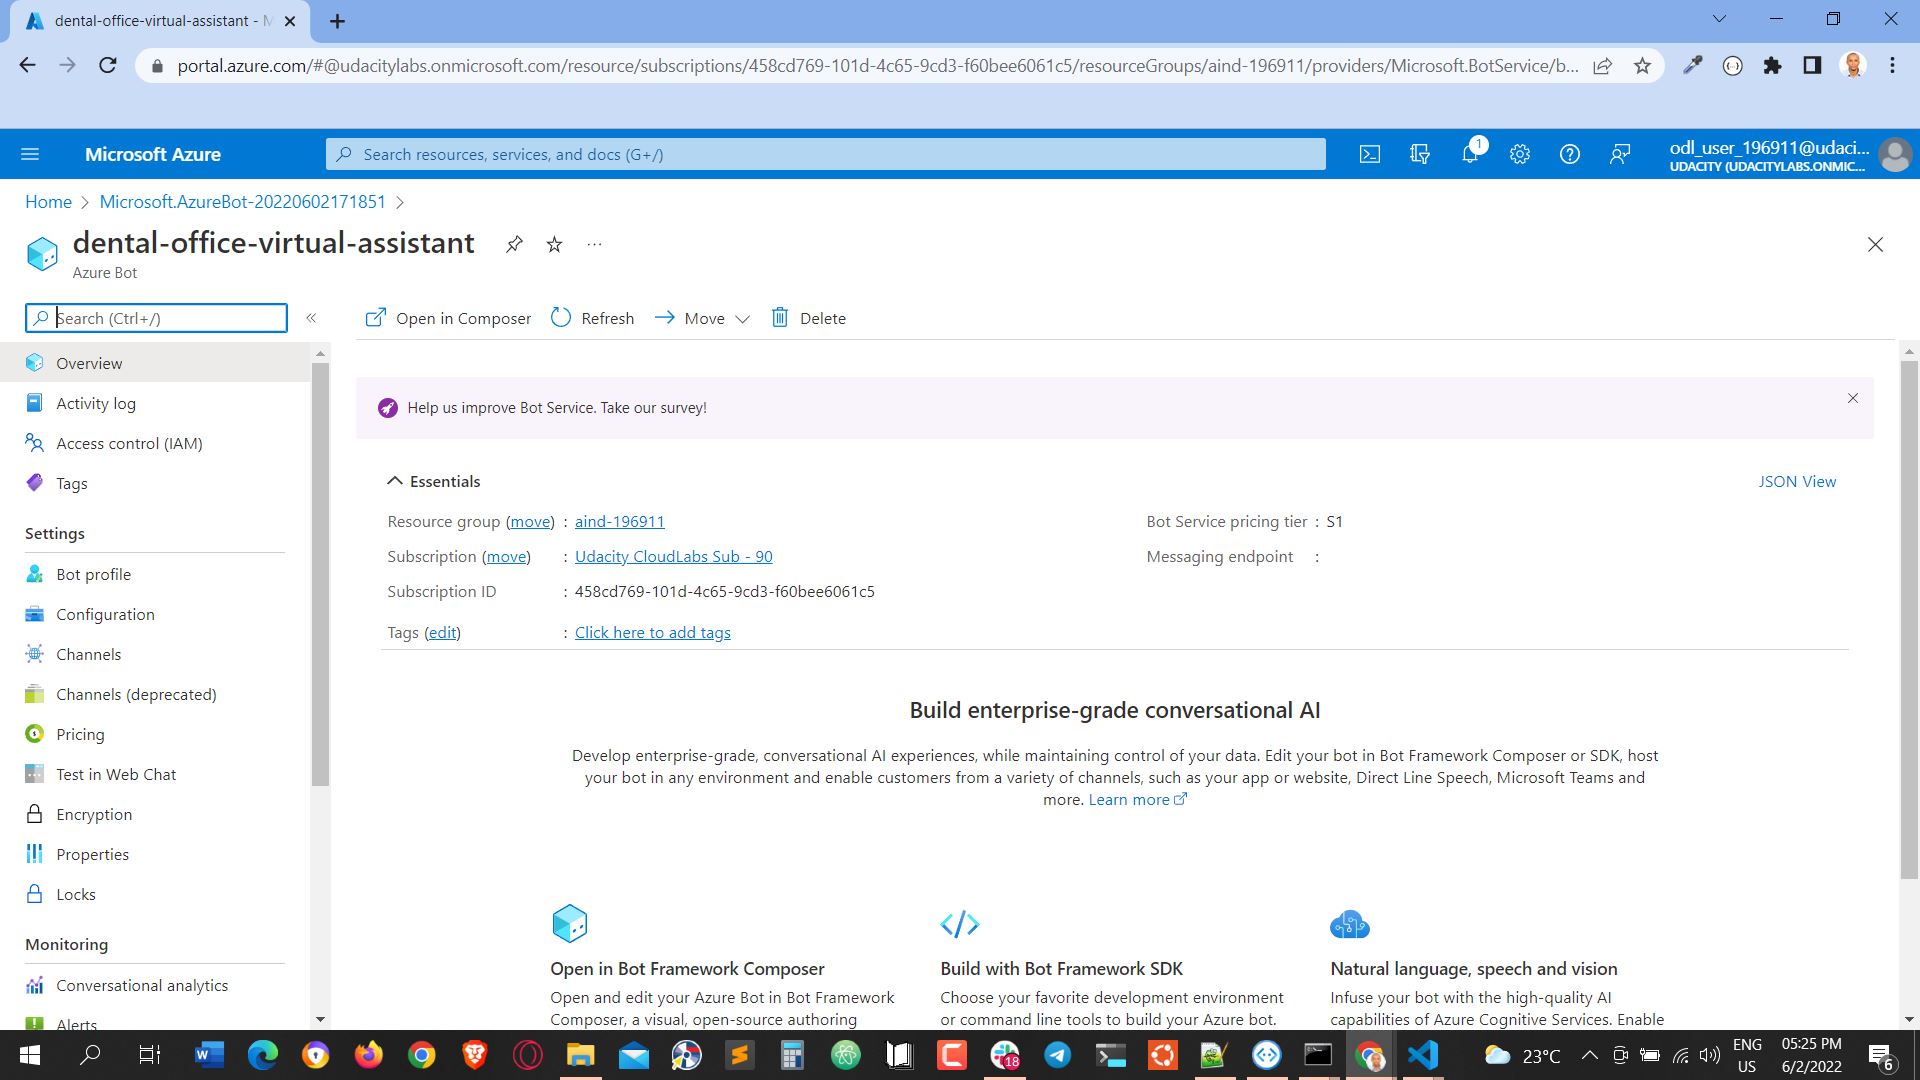 dental-office-virtual-assistant - M
portal.azure.com/#@udacitylabs.onmicrosoft.com/resource/subscriptions/458cd769-101d-4c65-9cd3-f60bee6061c5/resourceGroups/aind-196911/providers/Microsoft.BotService/b...
Microsoft Azure
Search resources, services, and docs (G+/)
1
odl_user_196911@udaci...
UDACITY (UDACITYLABS.ONMIC...
Home > Microsoft.AzureBot-20220602171851 >
dental-office-virtual-assistant
Azure Bot
Search (Ctrl+/)
«
Open in Composer
Refresh
Move
Delete
Overview
Activity log
Access control (IAM)
Tags
Settings
Bot profile
Configuration
Channels
Channels (deprecated)
Pricing
Test in Web Chat
Encryption
Properties
Locks
Monitoring
Conversational analytics
Alerts
Help us improve Bot Service. Take our survey!
Essentials
JSON View
Resource group (move) : aind-196911
Subscription (move) : Udacity CloudLabs Sub - 90
Subscription ID : 458cd769-101d-4c65-9cd3-f60bee6061c5
Tags (edit) : Click here to add tags
Bot Service pricing tier : S1
Messaging endpoint :
Build enterprise-grade conversational AI
Develop enterprise-grade, conversational AI experiences, while maintaining control of your data. Edit your bot in Bot Framework Composer or SDK, host
your bot in any environment and enable customers from a variety of channels, such as your app or website, Direct Line Speech, Microsoft Teams and
more. Learn more
Open in Bot Framework Composer
Open and edit your Azure Bot in Bot Framework
Composer, a visual, open-source authoring
Build with Bot Framework SDK
Choose your favorite development environment
or command line tools to build your Azure bot.
Natural language, speech and vision
Infuse your bot with the high-quality AI
capabilities of Azure Cognitive Services. Enable
18
23°C
ENG
US
05:25 PM
6/2/2022
6